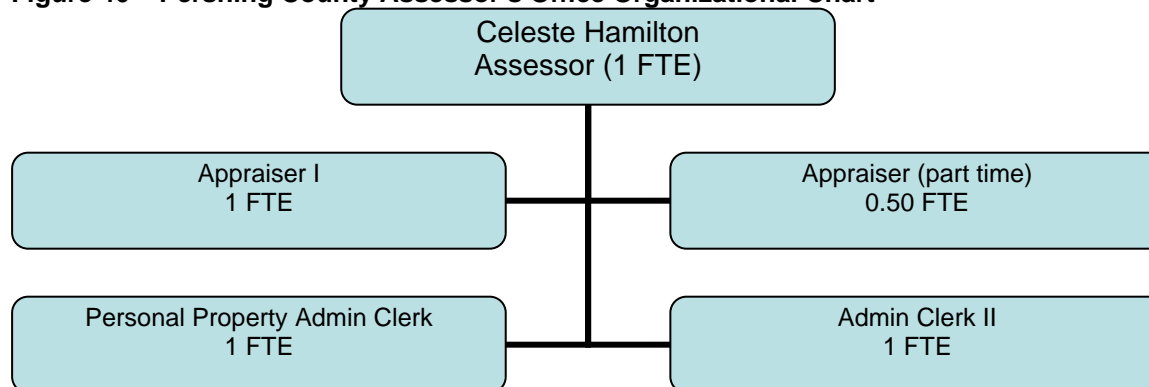 Celeste Hamilton
Assessor (1 FTE)
Appraiser I
1 FTE
Appraiser (part time)
0.50 FTE
Personal Property Admin Clerk
1 FTE
Admin Clerk II
1 FTE